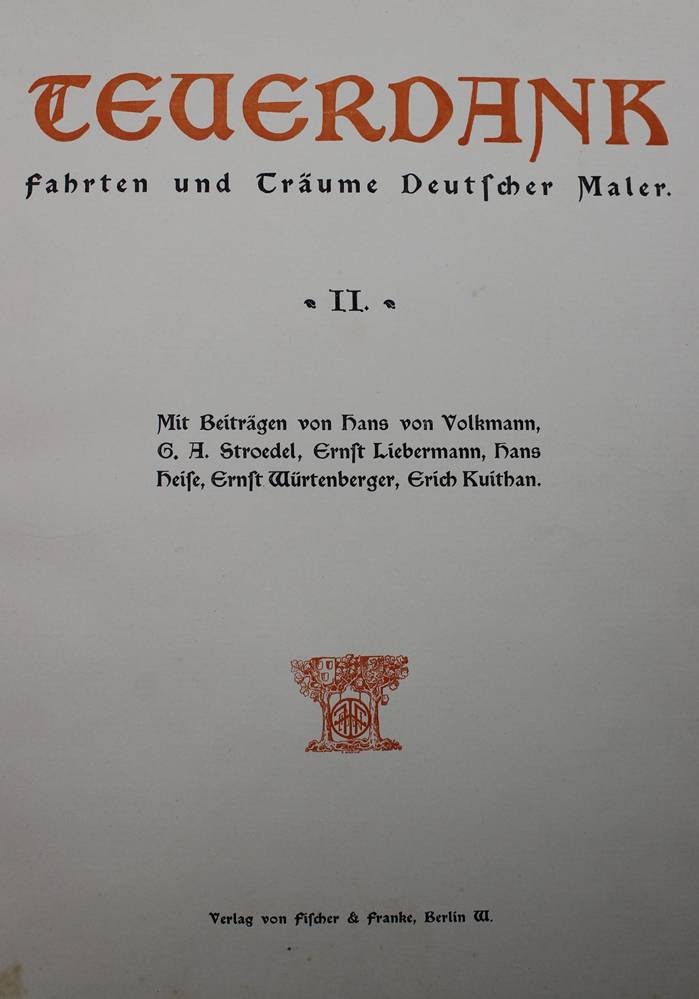 TEUERDANK
Fahrten und Träume Deutſcher Maler.
II.
Mit Beiträgen von Hans von Volkmann,
G. A. Stroedel, Ernſt Liebermann, Hans
Heiſe, Ernſt Würtenberger, Erich Kuithan.
Verlag von Fiſcher & Franke, Berlin W.